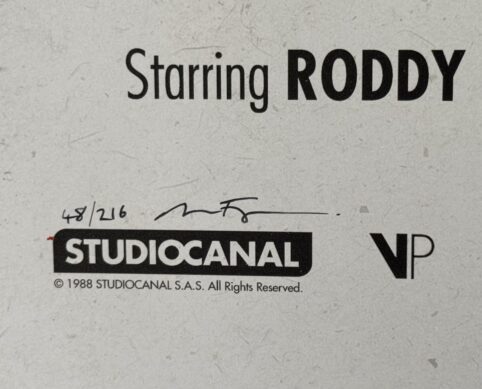 Starring RODDY
48/216
STUDIOCANAL
VP
© 1988 STUDIOCANAL S.A.S. All Rights Reserved.